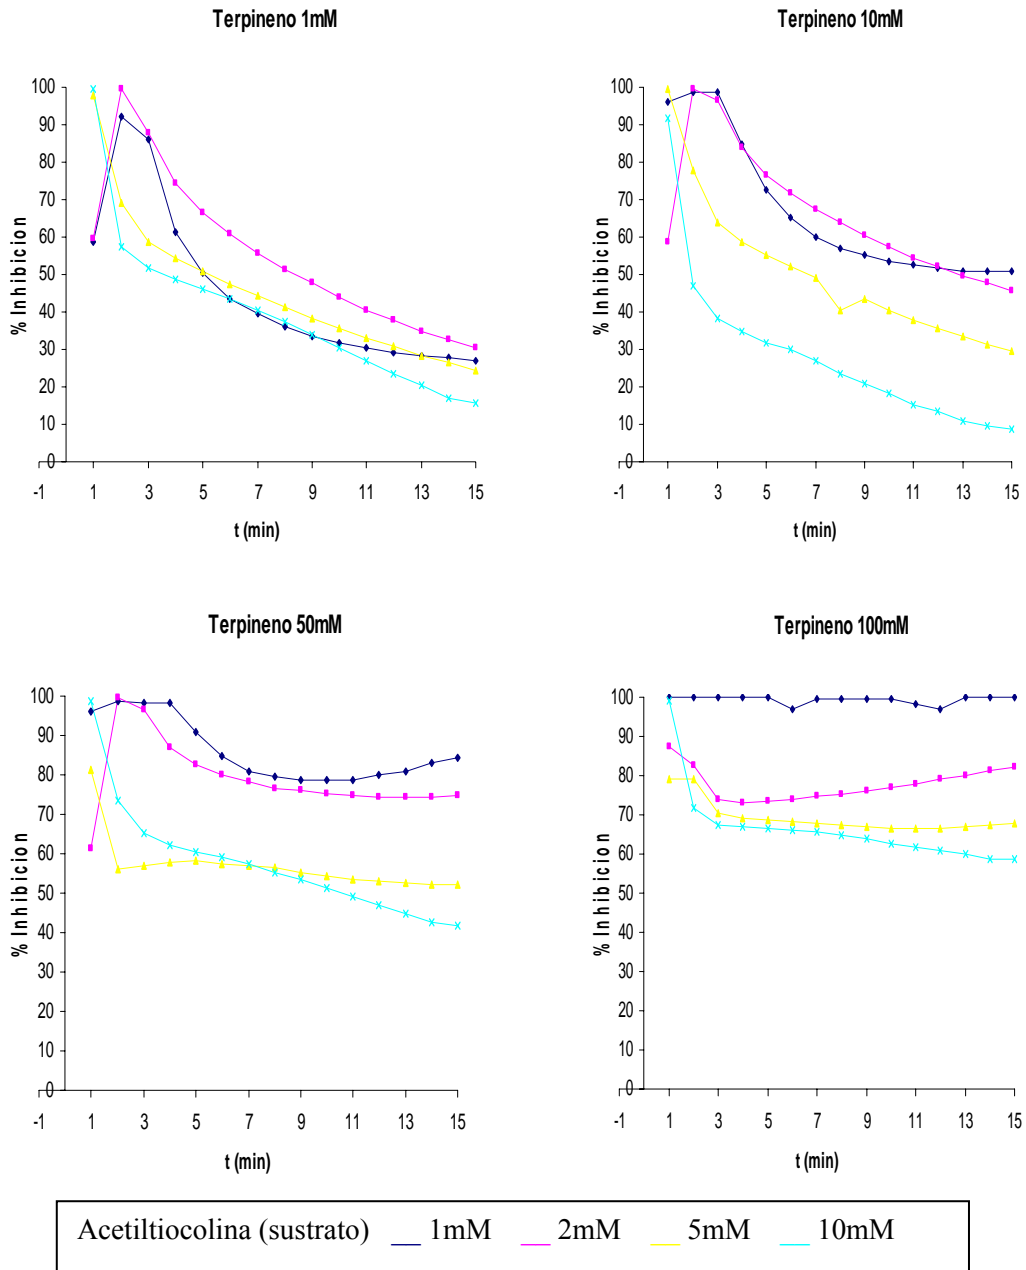 Terpineno 1mM
% Inhibicion
100
90
80
70
60
50
40
30
20
10
0
-1 1 3 5 7 9 11 13 15
t (min)
Terpineno 10mM
% Inhibicion
100
90
80
70
60
50
40
30
20
10
0
-1 1 3 5 7 9 11 13 15
t (min)
Terpineno 50mM
% Inhibicion
100
90
80
70
60
50
40
30
20
10
0
-1 1 3 5 7 9 11 13 15
t (min)
Terpineno 100mM
% Inhibicion
100
90
80
70
60
50
40
30
20
10
0
-1 1 3 5 7 9 11 13 15
t (min)
Acetiltiocolina (sustrato) 1mM 2mM 5mM 10mM